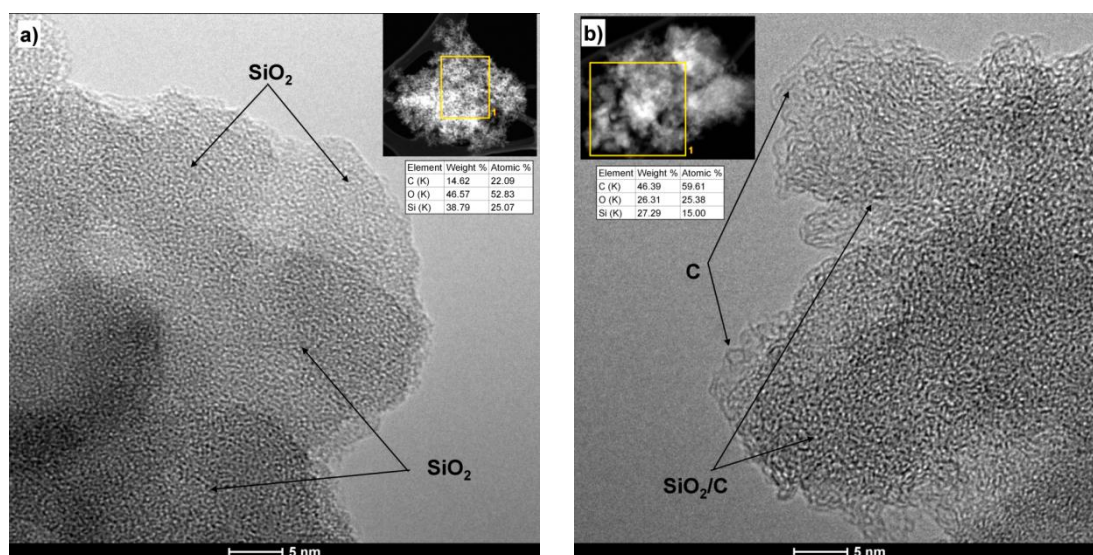 a)
SiO₂
1
Element Weight % Atomic %
C (K) 14.62 22.09
O (K) 46.57 52.83
Si (K) 38.79 25.07
SiO₂
5 nm
b)
1
Element Weight % Atomic %
C (K) 46.39 59.61
O (K) 26.31 25.38
Si (K) 27.29 15.00
C
SiO₂/C
5 nm